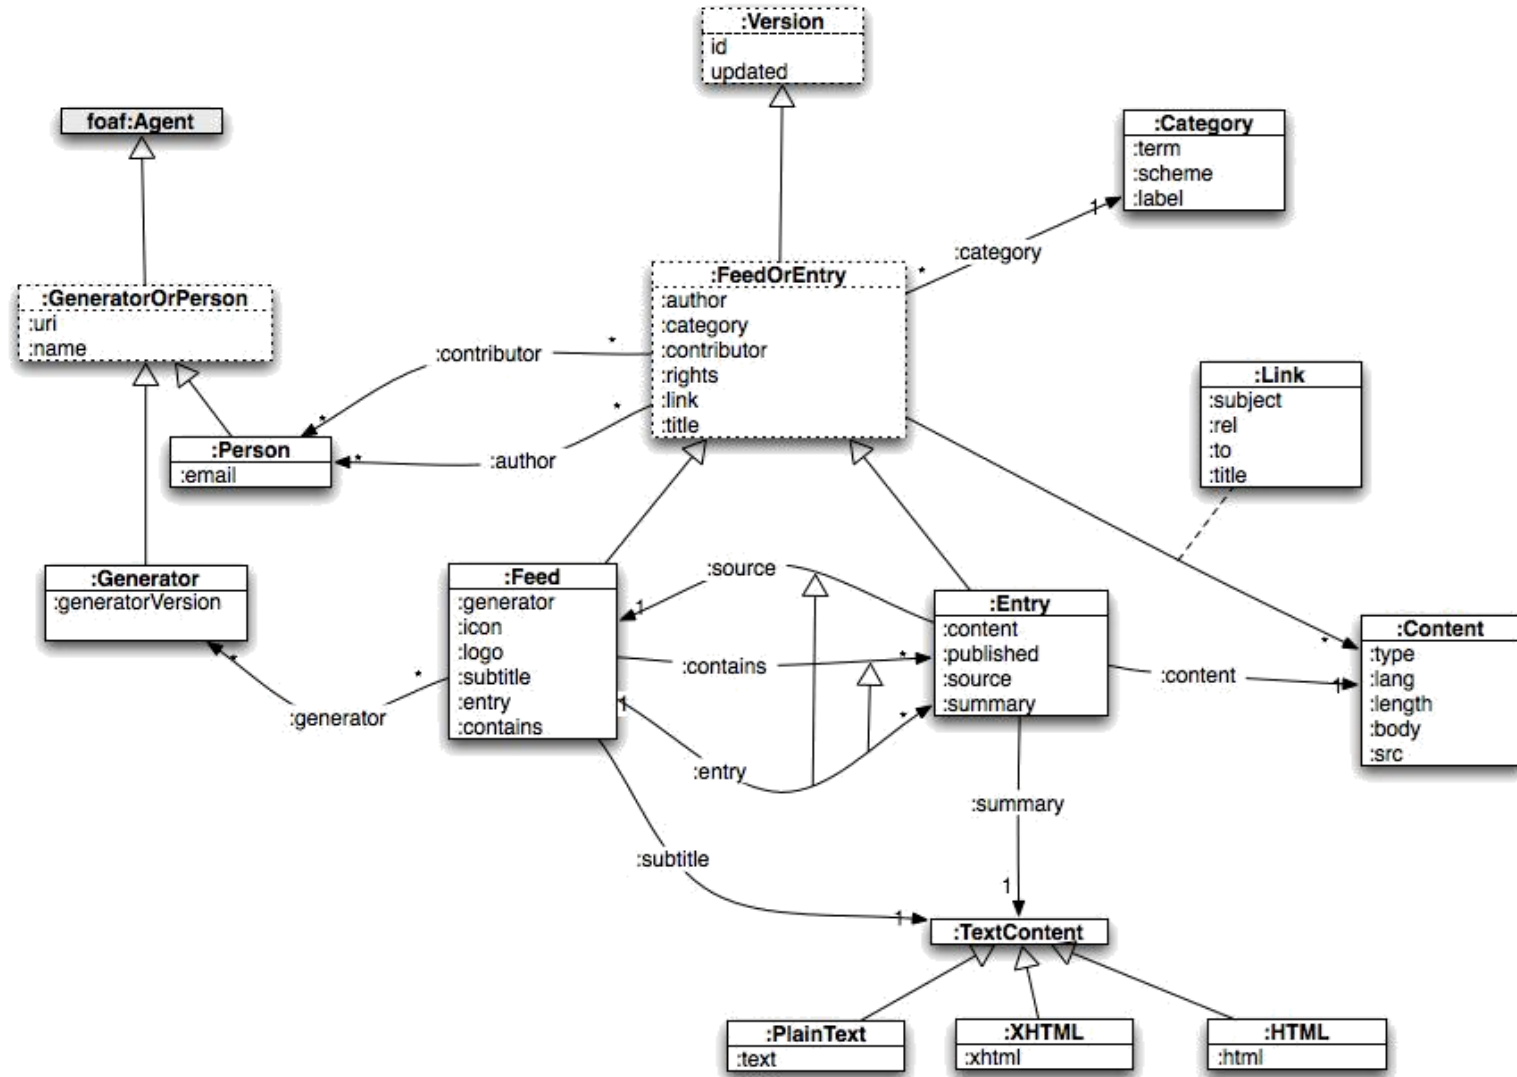 :Version
id
updated
foaf:Agent
:Category
:term
:scheme
:label
1
:category
*
:FeedOrEntry
:author
:category
:contributor
:rights
:link
:title
:GeneratorOrPerson
:uri
:name
*
:contributor
*
*
:author
*
:Person
:email
:Link
:subject
:rel
:to
:title
:Generator
:generatorVersion
:Feed
:generator
:icon
:logo
:subtitle
:entry
:contains
:source
1
:contains
*
1
*
:entry
:Entry
:content
:published
:source
:summary
*
:content
1
:Content
:type
:lang
:length
:body
:src
*
*
:generator
:summary
1
:subtitle
1
:TextContent
:PlainText
:text
:XHTML
:xhtml
:HTML
:html